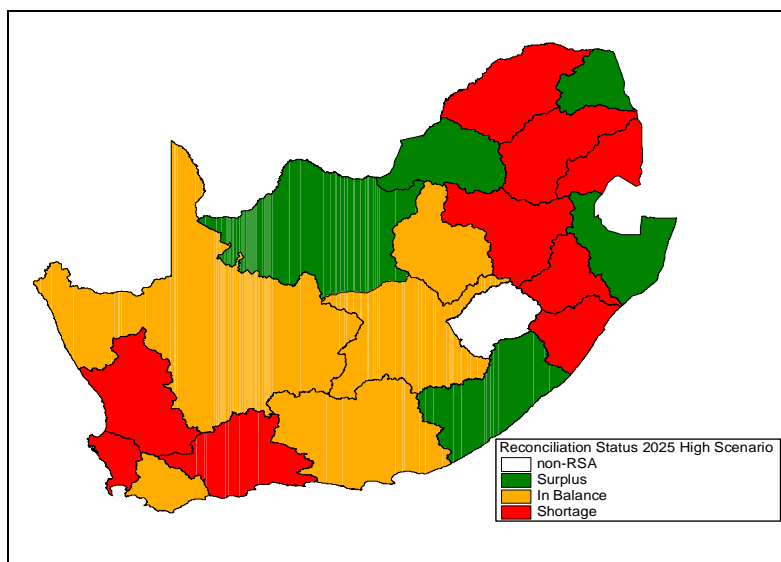 Reconciliation Status 2025 High Scenario
non-RSA
Surplus
In Balance
Shortage